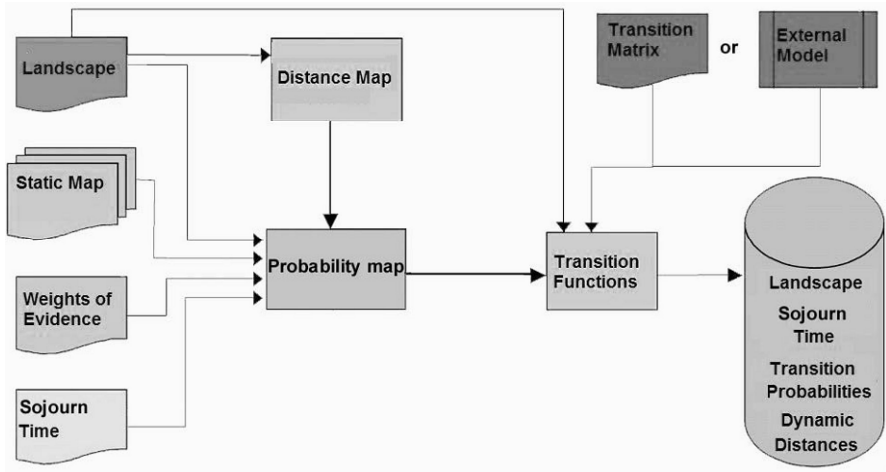 Landscape
Distance Map
Transition
Matrix
or
External
Model
Static Map
Probability map
Transition
Functions
Weights of
Evidence
Sojourn
Time
Landscape
Sojourn
Time
Transition
Probabilities
Dynamic
Distances